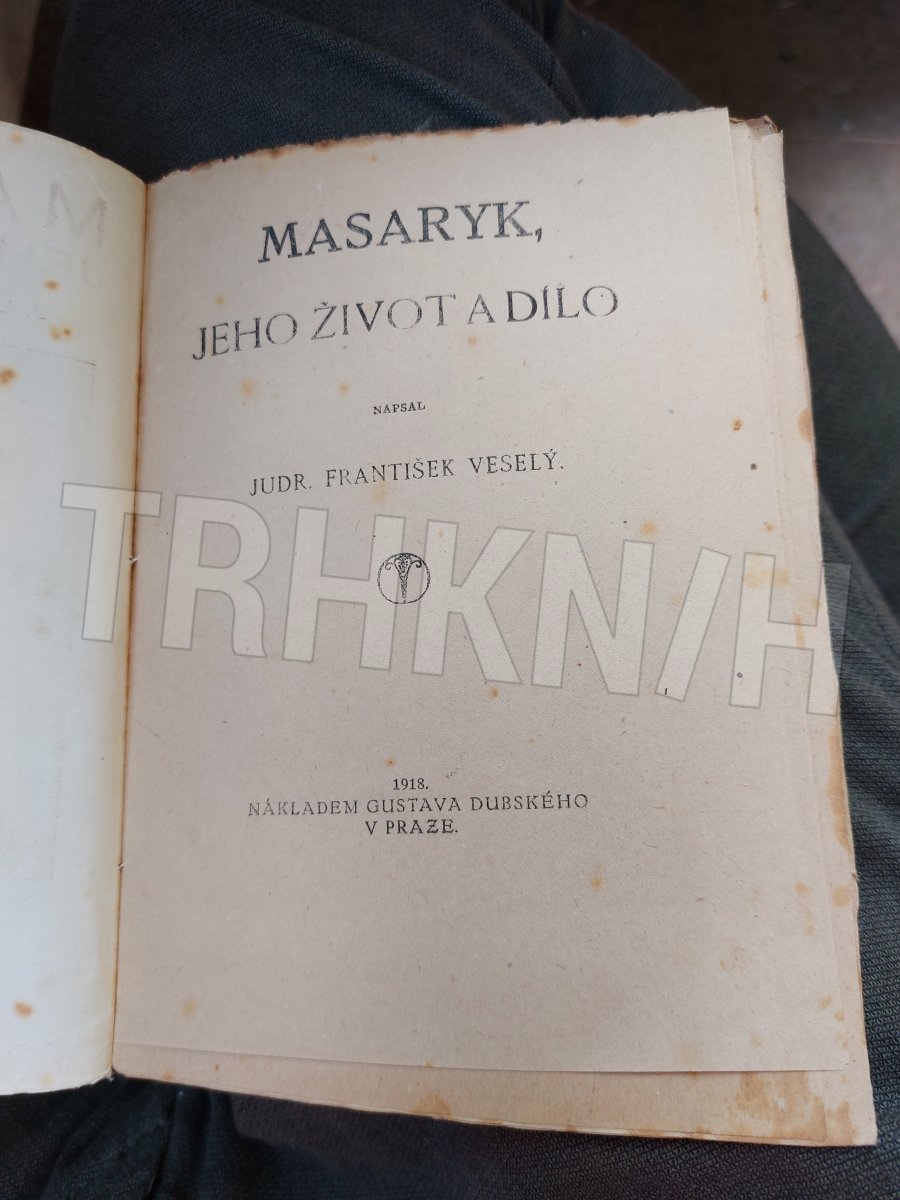 MASARYK,
JEHO ŽIVOT A DÍLO
NAPSAL
JUDR. FRANTIŠEK VESELÝ.
TRHKNIH
1918.
NÁKLADEM GUSTAVA DUBSKÉHO
V PRAZE.